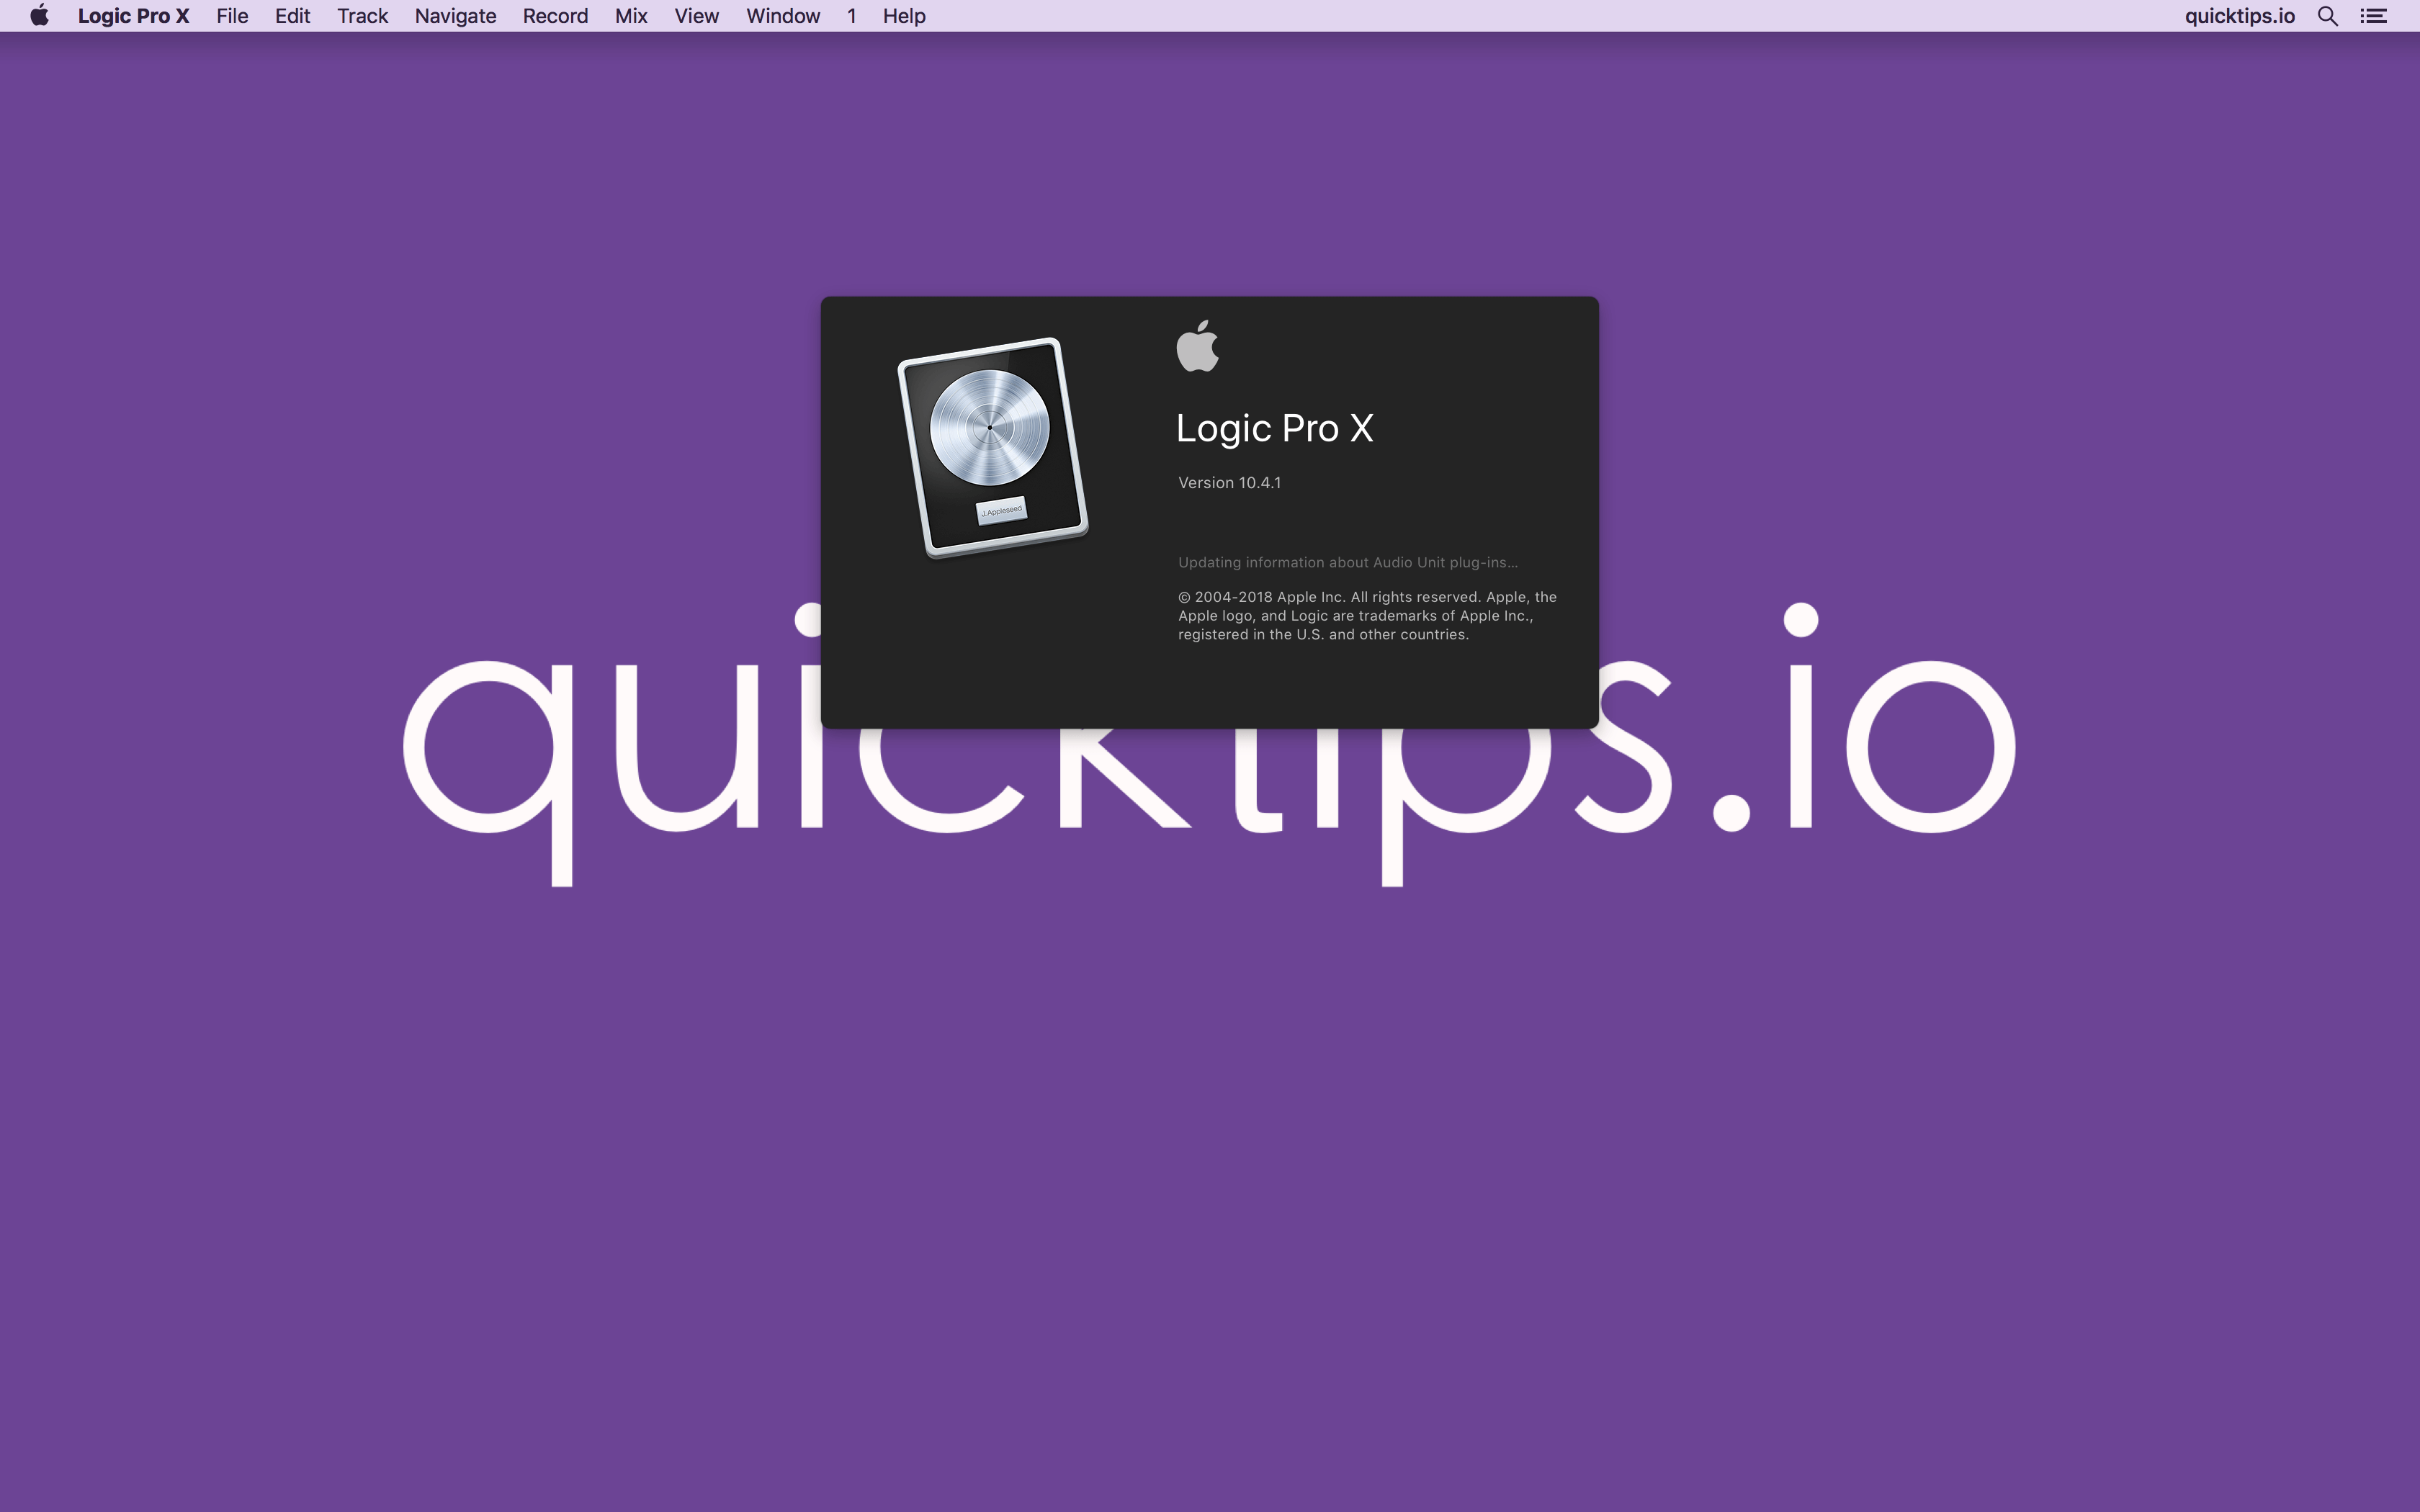 Logic Pro X File Edit Track Navigate Record Mix View Window 1 Help quicktips.io
Logic Pro X
Version 10.4.1
J.Appleseed
Updating information about Audio Unit plug-ins...
© 2004-2018 Apple Inc. All rights reserved. Apple, the
Apple logo, and Logic are trademarks of Apple Inc.,
registered in the U.S. and other countries.
quicktips.io